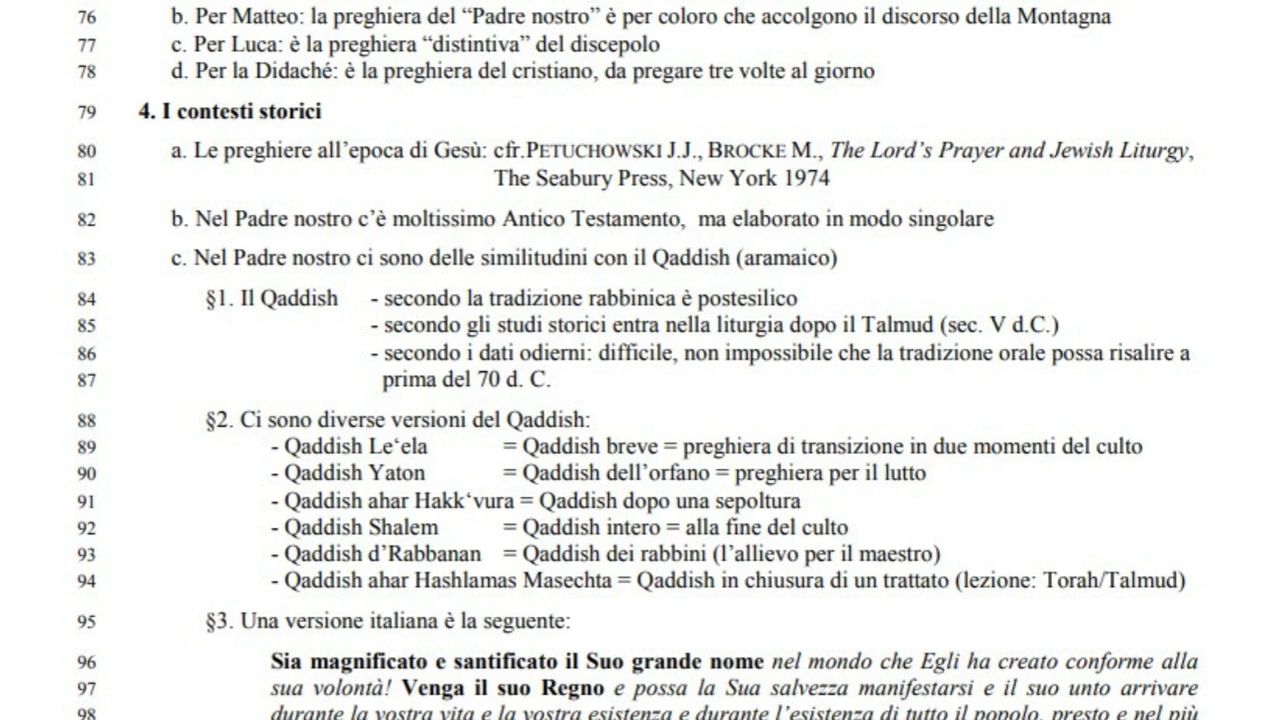 76 b. Per Matteo: la preghiera del “Padre nostro” è per coloro che accolgono il discorso della Montagna
77 c. Per Luca: è la preghiera “distintiva” del discepolo
78 d. Per la Didaché: è la preghiera del cristiano, da pregare tre volte al giorno
79 4. I contesti storici
80 a. Le preghiere all’epoca di Gesù: cfr.PETUCHOWSKI J.J., BROCKE M., The Lord’s Prayer and Jewish Liturgy,
81 The Seabury Press, New York 1974
82 b. Nel Padre nostro c’è moltissimo Antico Testamento, ma elaborato in modo singolare
83 c. Nel Padre nostro ci sono delle similitudini con il Qaddish (aramaico)
84 §1. Il Qaddish - secondo la tradizione rabbinica è postesilico
85 - secondo gli studi storici entra nella liturgia dopo il Talmud (sec. V d.C.)
86 - secondo i dati odierni: difficile, non impossibile che la tradizione orale possa risalire a
87 prima del 70 d. C.
88 §2. Ci sono diverse versioni del Qaddish:
89 - Qaddish Le‘ela = Qaddish breve = preghiera di transizione in due momenti del culto
90 - Qaddish Yaton = Qaddish dell’orfano = preghiera per il lutto
91 - Qaddish ahar Hakk‘vura = Qaddish dopo una sepoltura
92 - Qaddish Shalem = Qaddish intero = alla fine del culto
93 - Qaddish d’Rabbanan = Qaddish dei rabbini (l’allievo per il maestro)
94 - Qaddish ahar Hashlamas Masechta = Qaddish in chiusura di un trattato (lezione: Torah/Talmud)
95 §3. Una versione italiana è la seguente:
96 Sia magnificato e santificato il Suo grande nome nel mondo che Egli ha creato conforme alla
97 sua volontà! Venga il suo Regno e possa la Sua salvezza manifestarsi e il suo unto arrivare
98 durante la vostra vita e la vostra esistenza e durante l’esistenza di tutto il popolo, presto e nel più